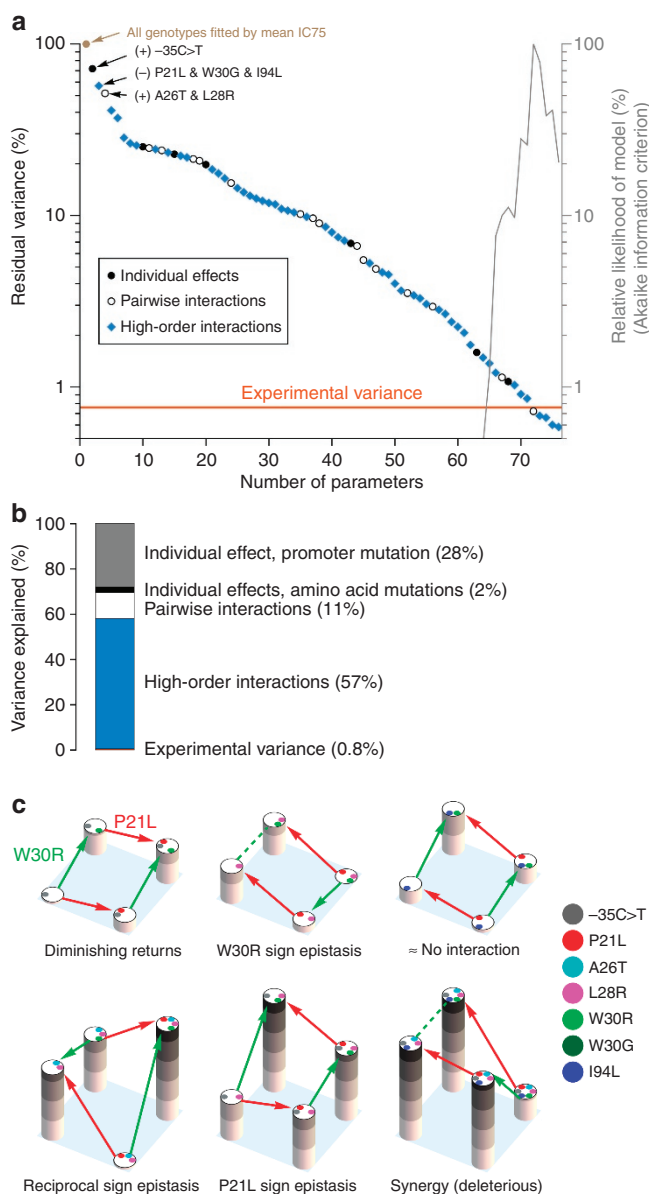 a
All genotypes fitted by mean IC75
(+) –35C>T
(–) P21L & W30G & I94L
(+) A26T & L28R
100
10
1
Residual variance (%)
100
10
1
Relative likelihood of model (%)
(Akaike information criterion)
Individual effects
Pairwise interactions
High-order interactions
Experimental variance
0 10 20 30 40 50 60 70
Number of parameters
b
100
80
60
40
20
0
Variance explained (%)
Individual effect, promoter mutation (28%)
Individual effects, amino acid mutations (2%)
Pairwise interactions (11%)
High-order interactions (57%)
Experimental variance (0.8%)
c
P21L
W30R
Diminishing returns
W30R sign epistasis
≈ No interaction
Reciprocal sign epistasis
P21L sign epistasis
Synergy (deleterious)
–35C>T
P21L
A26T
L28R
W30R
W30G
I94L